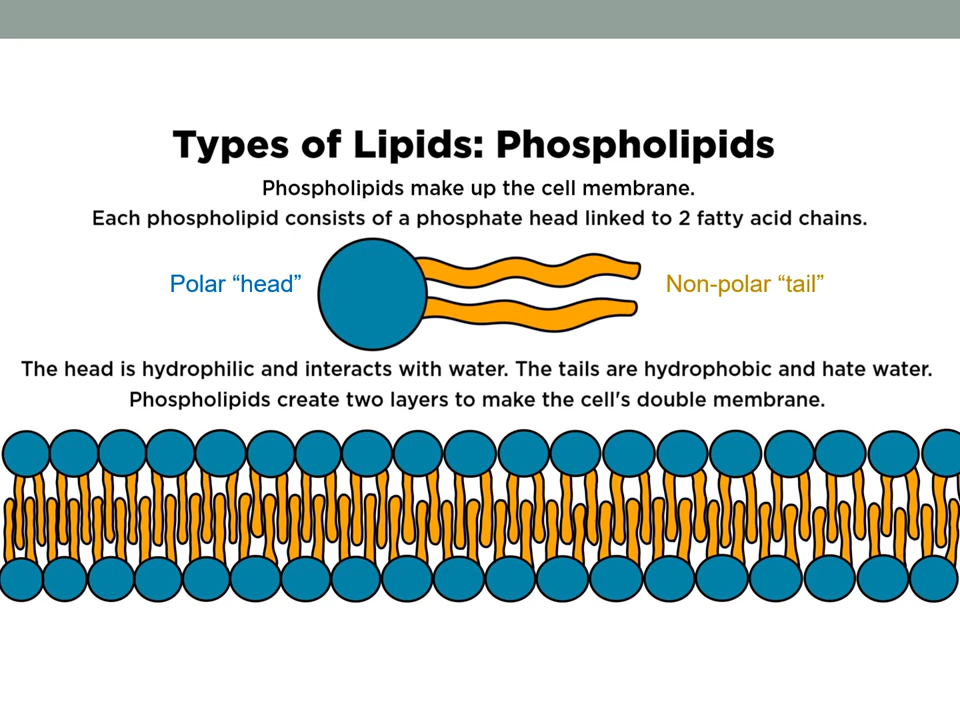 Types of Lipids: Phospholipids
Phospholipids make up the cell membrane.
Each phospholipid consists of a phosphate head linked to 2 fatty acid chains.
Polar “head”
Non-polar “tail”
The head is hydrophilic and interacts with water. The tails are hydrophobic and hate water.
Phospholipids create two layers to make the cell's double membrane.